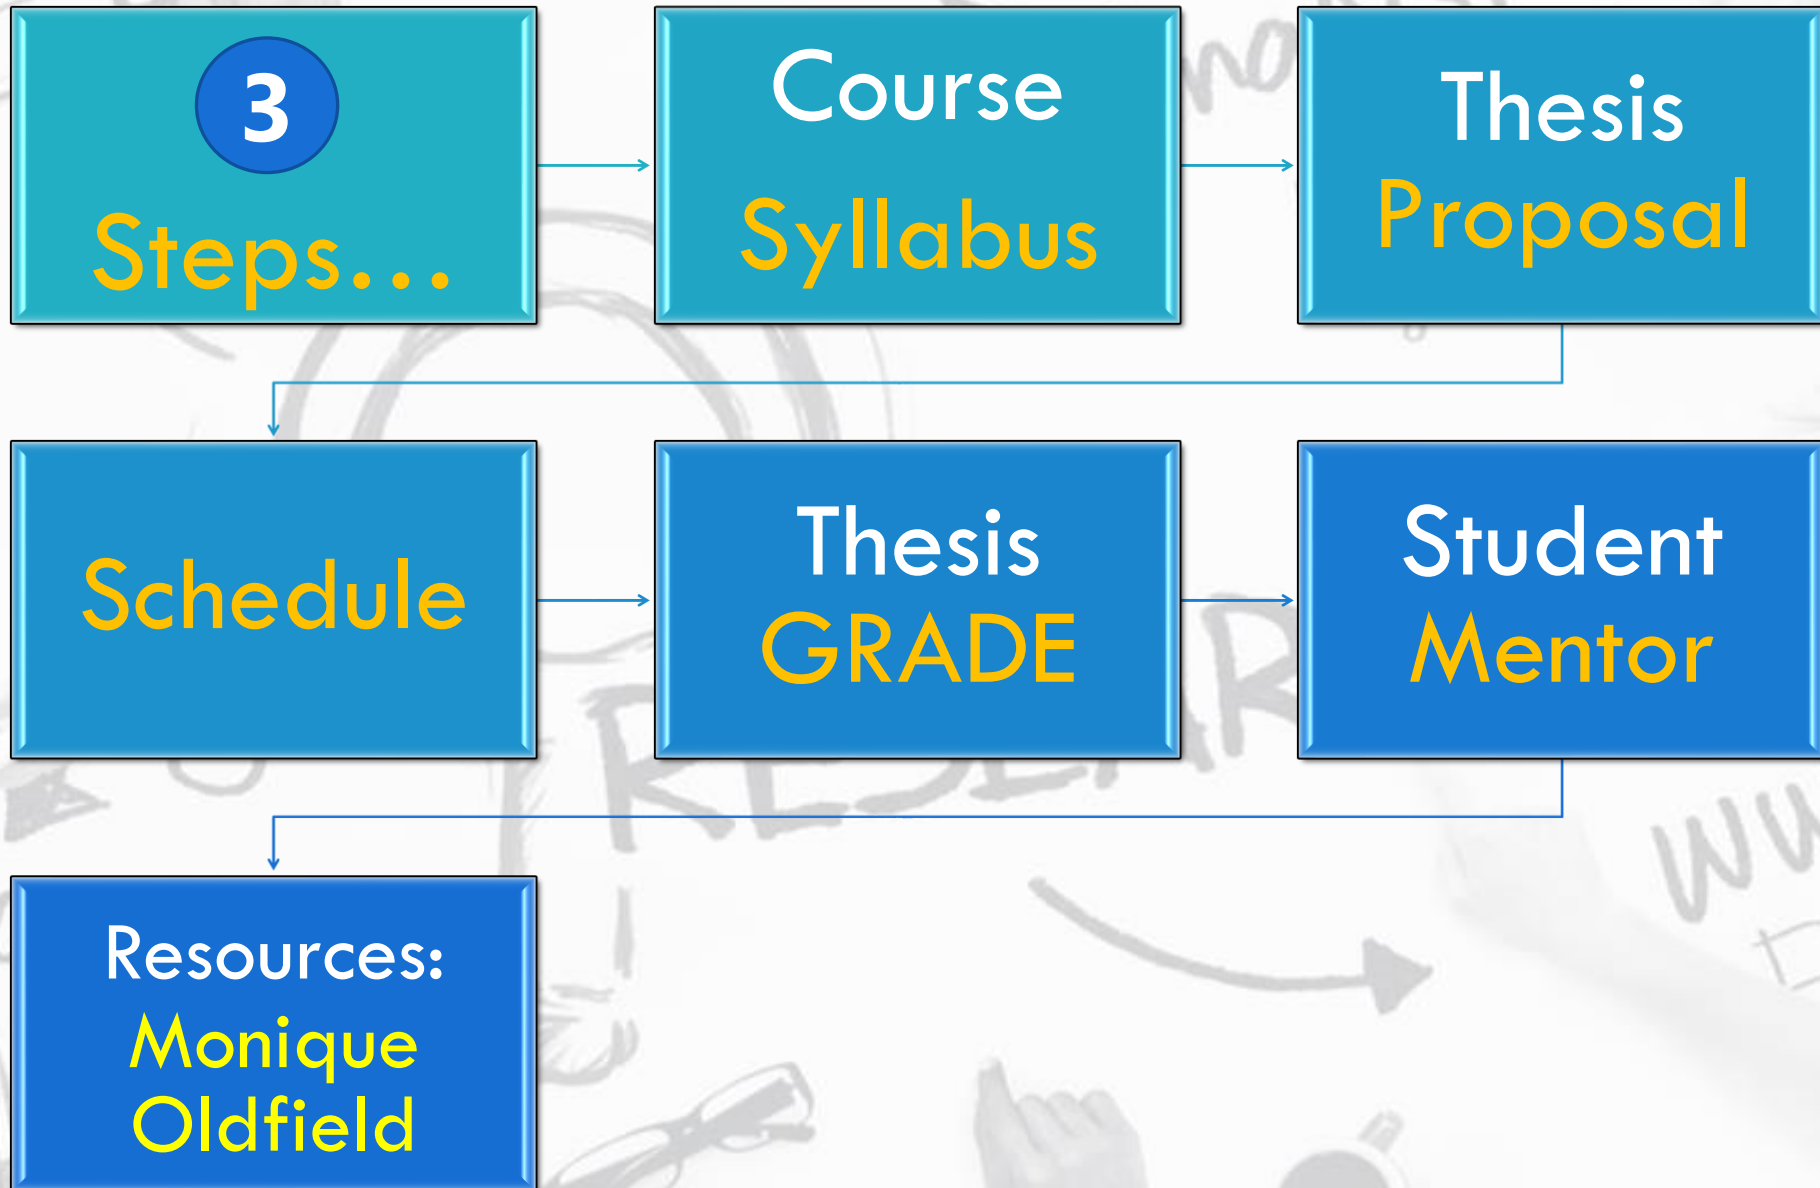 3
Steps...
Course
Syllabus
Thesis
Proposal
Schedule
Thesis
GRADE
Student
Mentor
Resources:
Monique
Oldfield